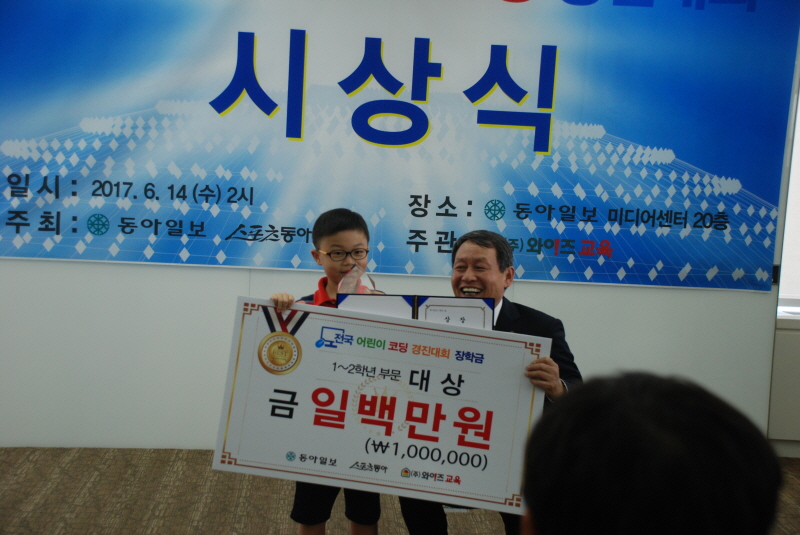 시상식
일시 : 2017. 6. 14 (수) 2시
장소 : 동아일보 미디어센터 20층
주최 : 동아일보 스포츠동아
주관 (주)와이즈교육
상 장
전국 어린이 코딩 경진대회 장학금
1~2학년 부문 대상
금 일백만원
(₩1,000,000)
동아일보 스포츠동아 (주)와이즈교육